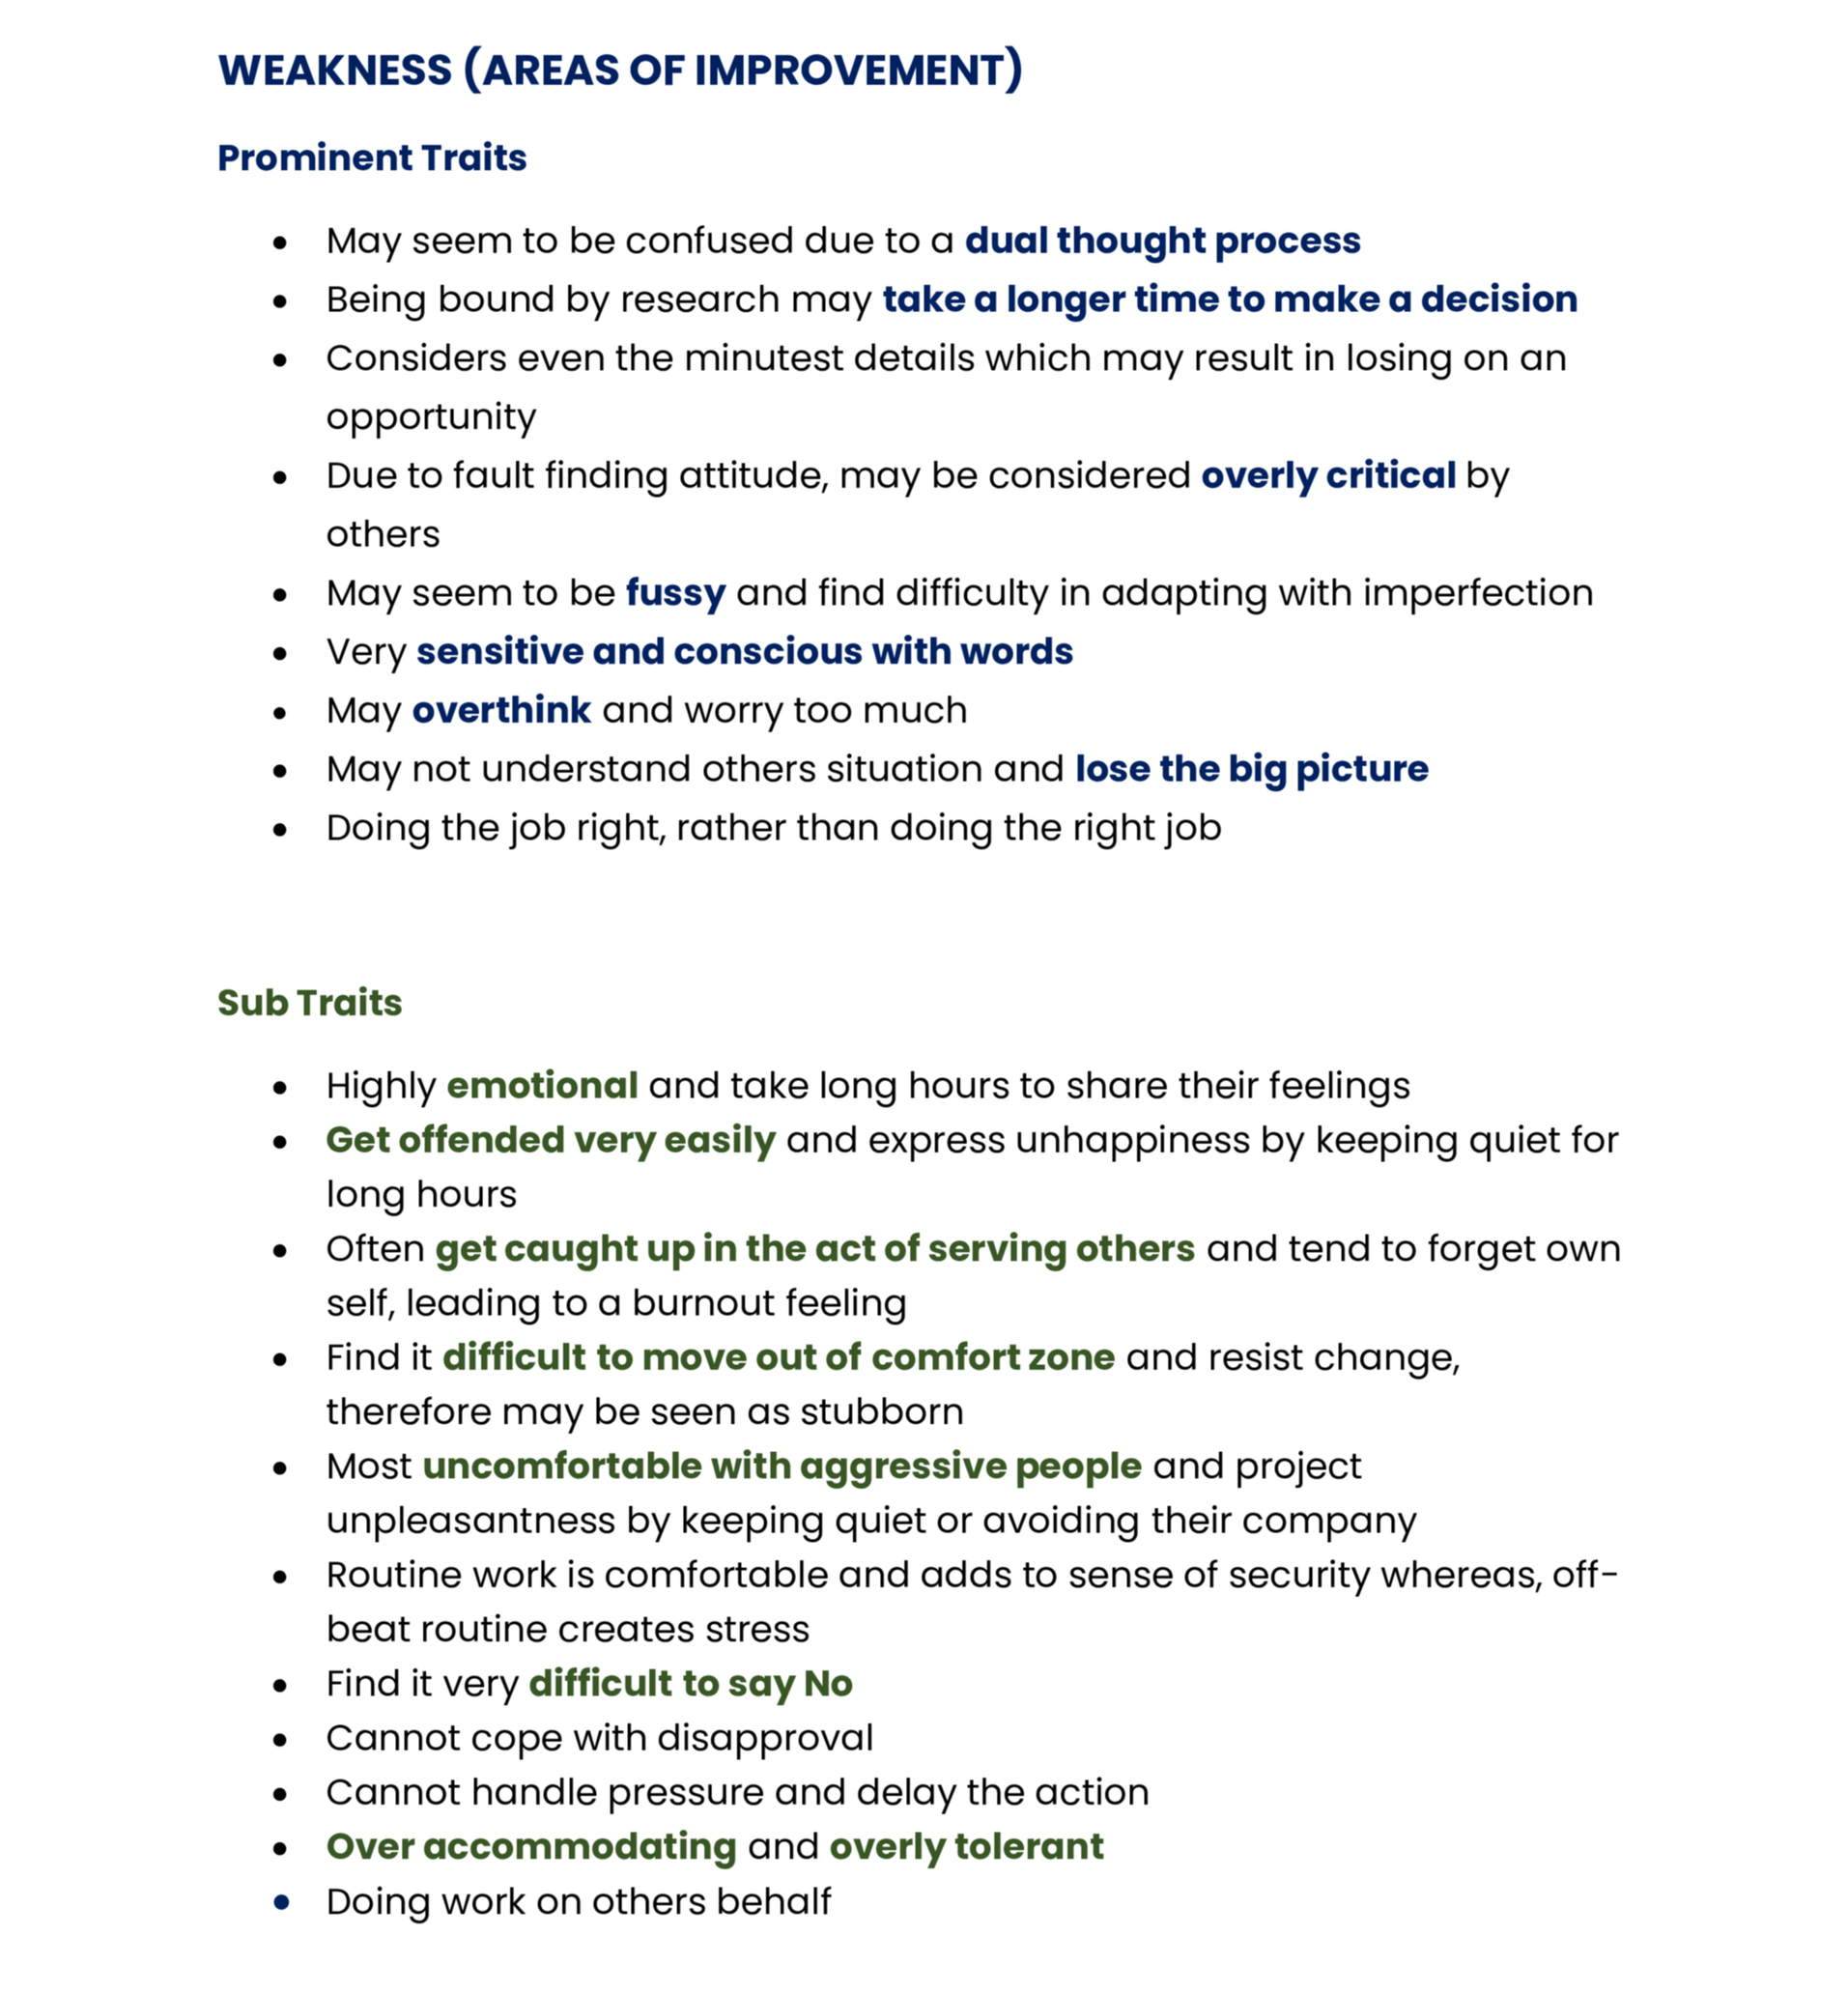 WEAKNESS (AREAS OF IMPROVEMENT)
Prominent Traits
• May seem to be confused due to a dual thought process
• Being bound by research may take a longer time to make a decision
• Considers even the minutest details which may result in losing on an
opportunity
• Due to fault finding attitude, may be considered overly critical by
others
• May seem to be fussy and find difficulty in adapting with imperfection
• Very sensitive and conscious with words
• May overthink and worry too much
• May not understand others situation and lose the big picture
• Doing the job right, rather than doing the right job
Sub Traits
• Highly emotional and take long hours to share their feelings
• Get offended very easily and express unhappiness by keeping quiet for
long hours
• Often get caught up in the act of serving others and tend to forget own
self, leading to a burnout feeling
• Find it difficult to move out of comfort zone and resist change,
therefore may be seen as stubborn
• Most uncomfortable with aggressive people and project
unpleasantness by keeping quiet or avoiding their company
• Routine work is comfortable and adds to sense of security whereas, off-
beat routine creates stress
• Find it very difficult to say No
• Cannot cope with disapproval
• Cannot handle pressure and delay the action
• Over accommodating and overly tolerant
• Doing work on others behalf